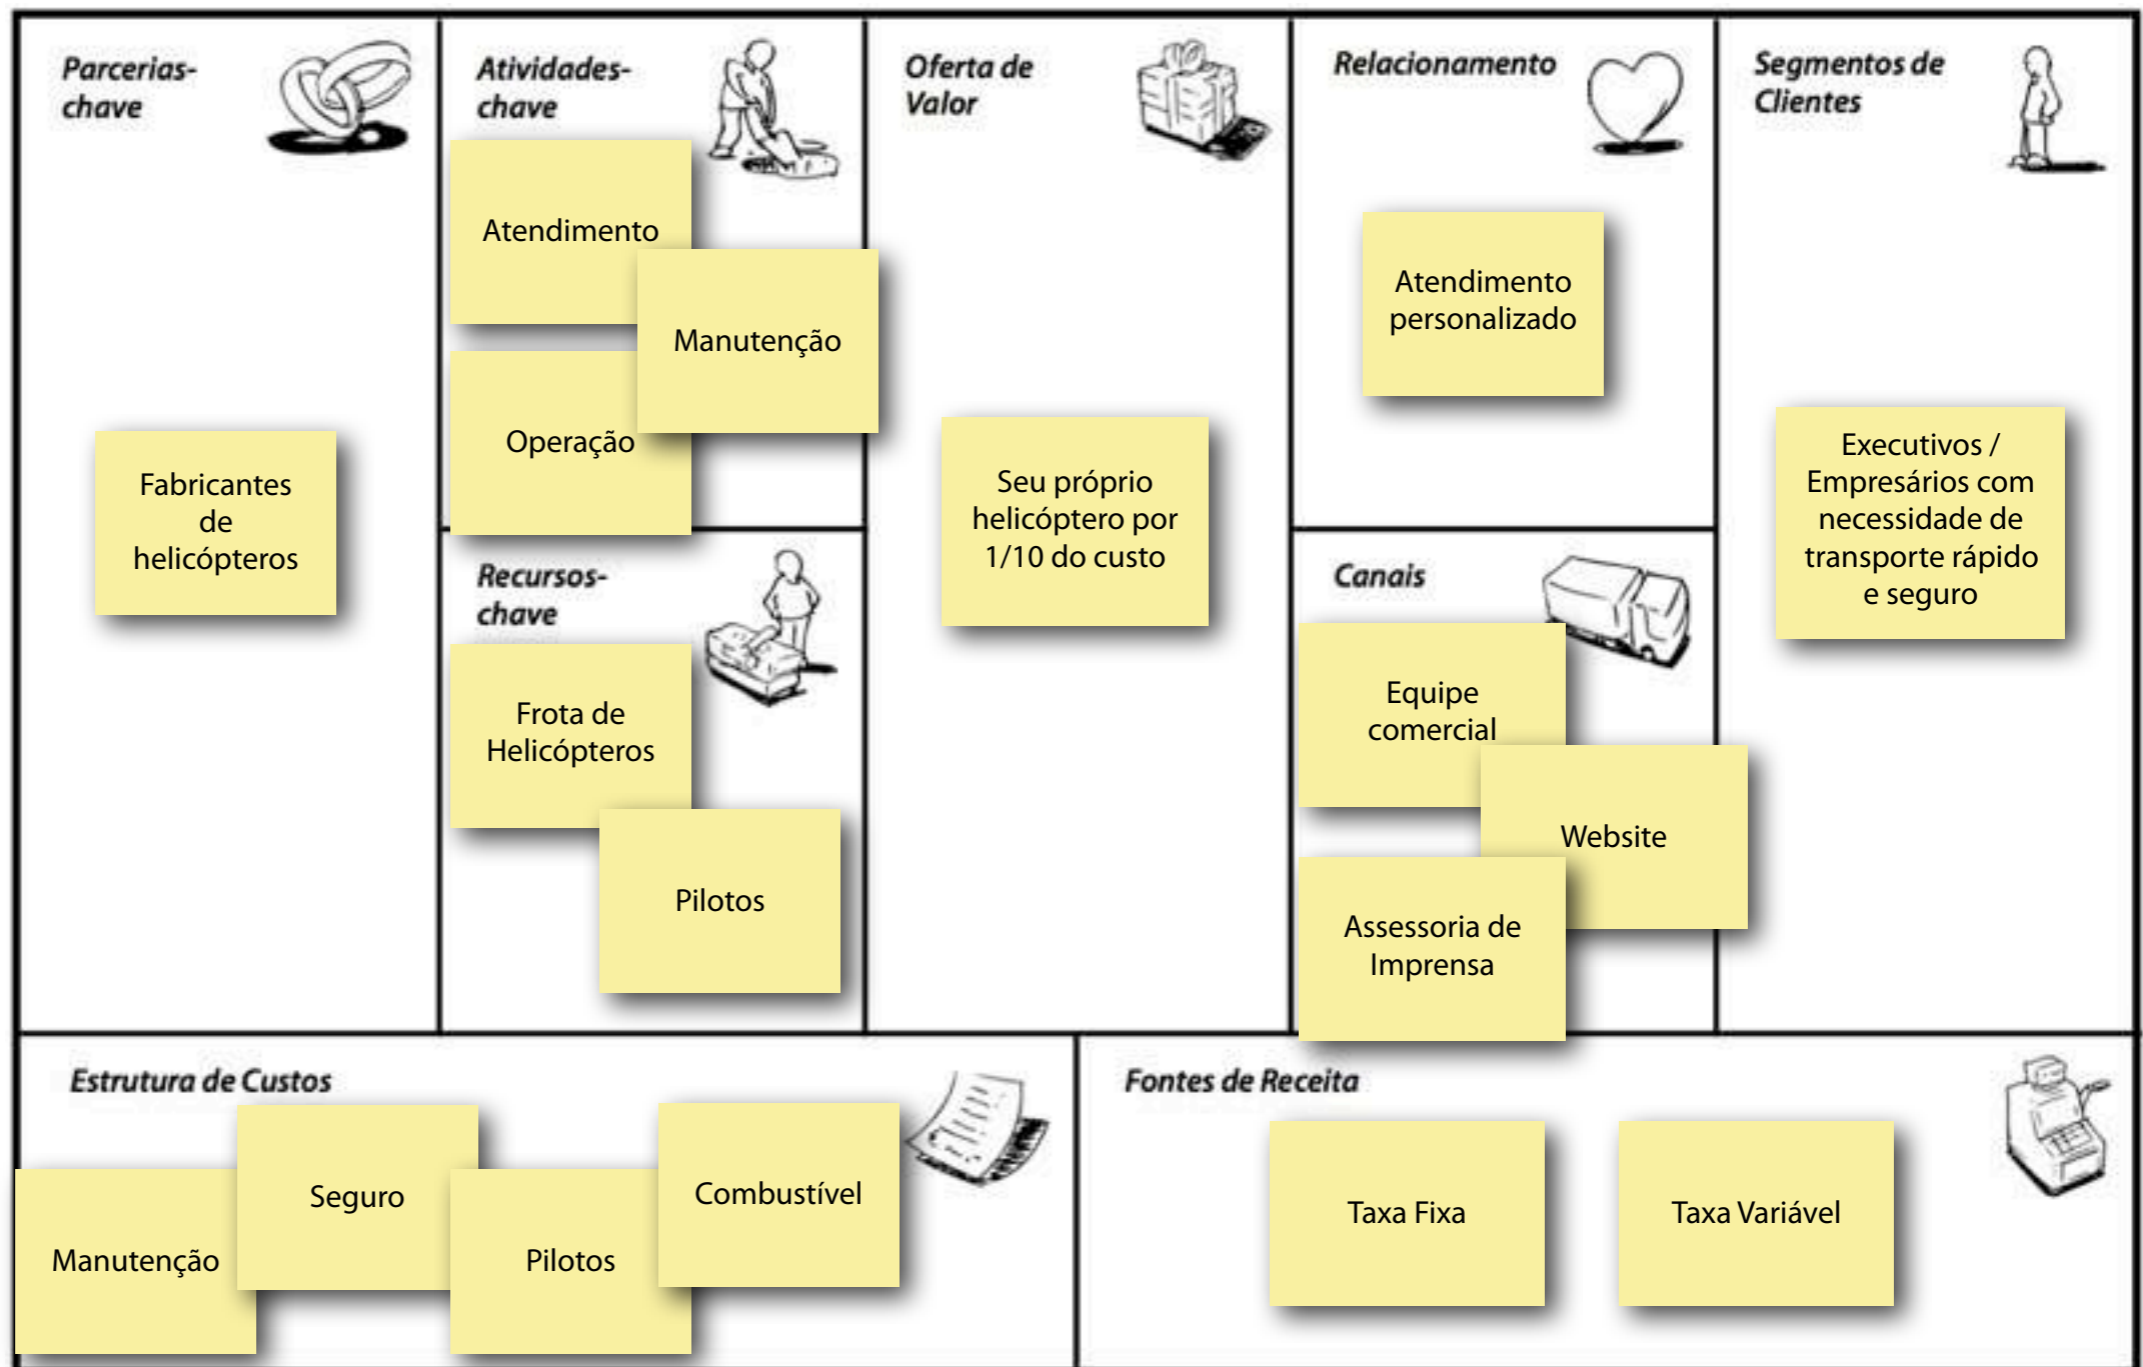 Parcerias-
chave
Fabricantes
de
helicópteros
Atividades-
chave
Atendimento
Manutenção
Operação
Recursos-
chave
Frota de
Helicópteros
Pilotos
Oferta de
Valor
Seu próprio
helicóptero por
1/10 do custo
Relacionamento
Atendimento
personalizado
Canais
Equipe
comercial
Website
Assessoria de
Imprensa
Segmentos de
Clientes
Executivos /
Empresários com
necessidade de
transporte rápido
e seguro
Estrutura de Custos
Manutenção
Seguro
Pilotos
Combustível
Fontes de Receita
Taxa Fixa
Taxa Variável